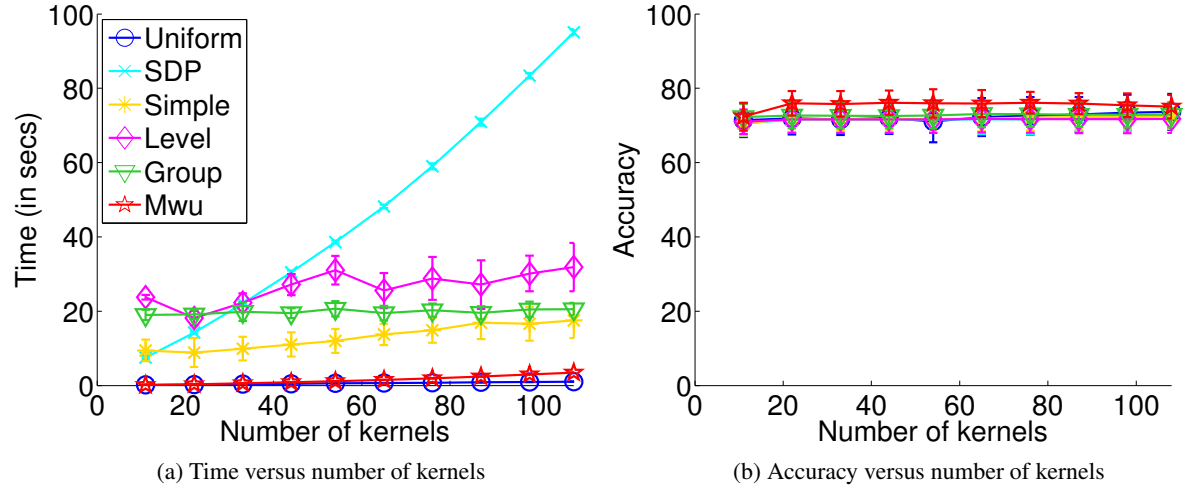 100
80
60
40
20
0
Time (in secs)
Uniform
SDP
Simple
Level
Group
Mwu
0 20 40 60 80 100
Number of kernels
(a) Time versus number of kernels
100
80
60
40
20
0
Accuracy
0 20 40 60 80 100
Number of kernels
(b) Accuracy versus number of kernels